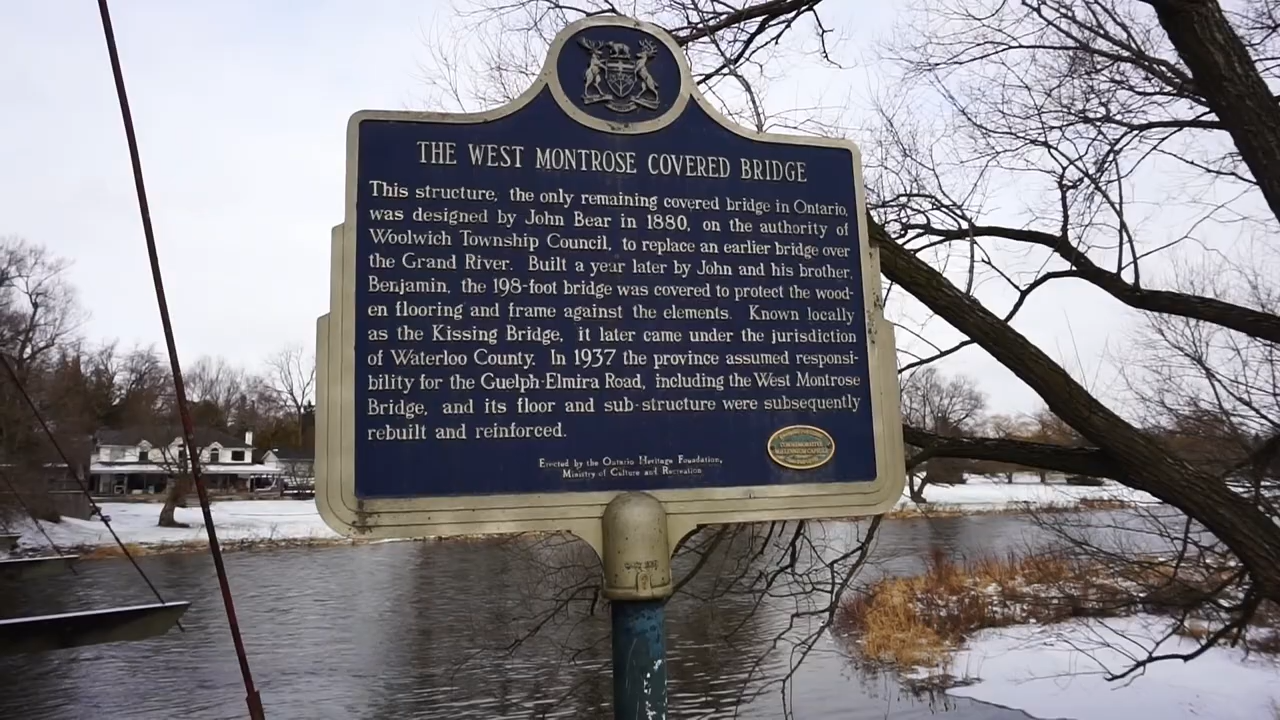 THE WEST MONTROSE COVERED BRIDGE
This structure, the only remaining covered bridge in Ontario,
was designed by John Bear in 1880, on the authority of
Woolwich Township Council, to replace an earlier bridge over
the Grand River. Built a year later by John and his brother,
Benjamin, the 198-foot bridge was covered to protect the wood-
en flooring and frame against the elements. Known locally
as the Kissing Bridge, it later came under the jurisdiction
of Waterloo County. In 1937 the province assumed responsi-
bility for the Guelph-Elmira Road, including the West Montrose
Bridge, and its floor and sub-structure were subsequently
rebuilt and reinforced.
Erected by the Ontario Heritage Foundation,
Ministry of Culture and Recreation